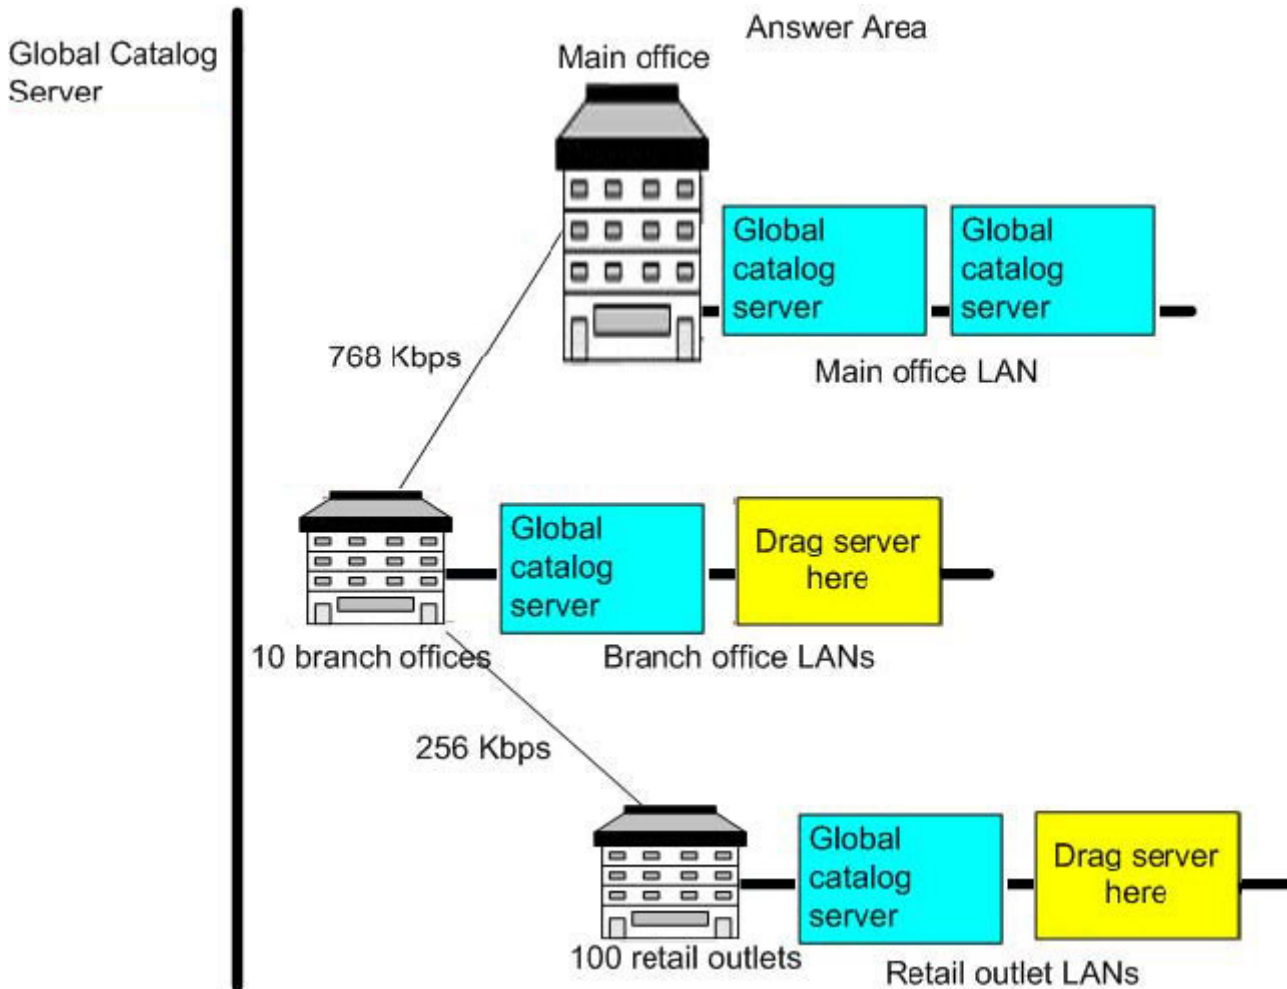 Global Catalog
Server
Answer Area
Main office
Global
catalog
server
Global
catalog
server
768 Kbps
Main office LAN
Global
catalog
server
Drag server
here
10 branch offices
Branch office LANs
256 Kbps
Global
catalog
server
Drag server
here
100 retail outlets
Retail outlet LANs